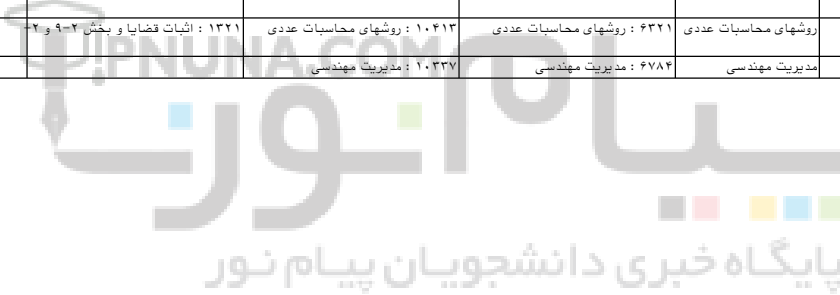 روشهای محاسبات عددی ۶۳۲۱ : روشهای محاسبات عددی ۱۰۴۱۳ : روشهای محاسبات عددی ۱۳۲۱ : اثبات قضایا و بخش ۲-۹ و ۲-
مدیریت مهندسی ۶۷۸۴ : مدیریت مهندسی ۱۰۳۳۷ : مدیریت مهندسی
PNUNA.COM
پیام نور
پایگاه خبری دانشجویان پیام نور